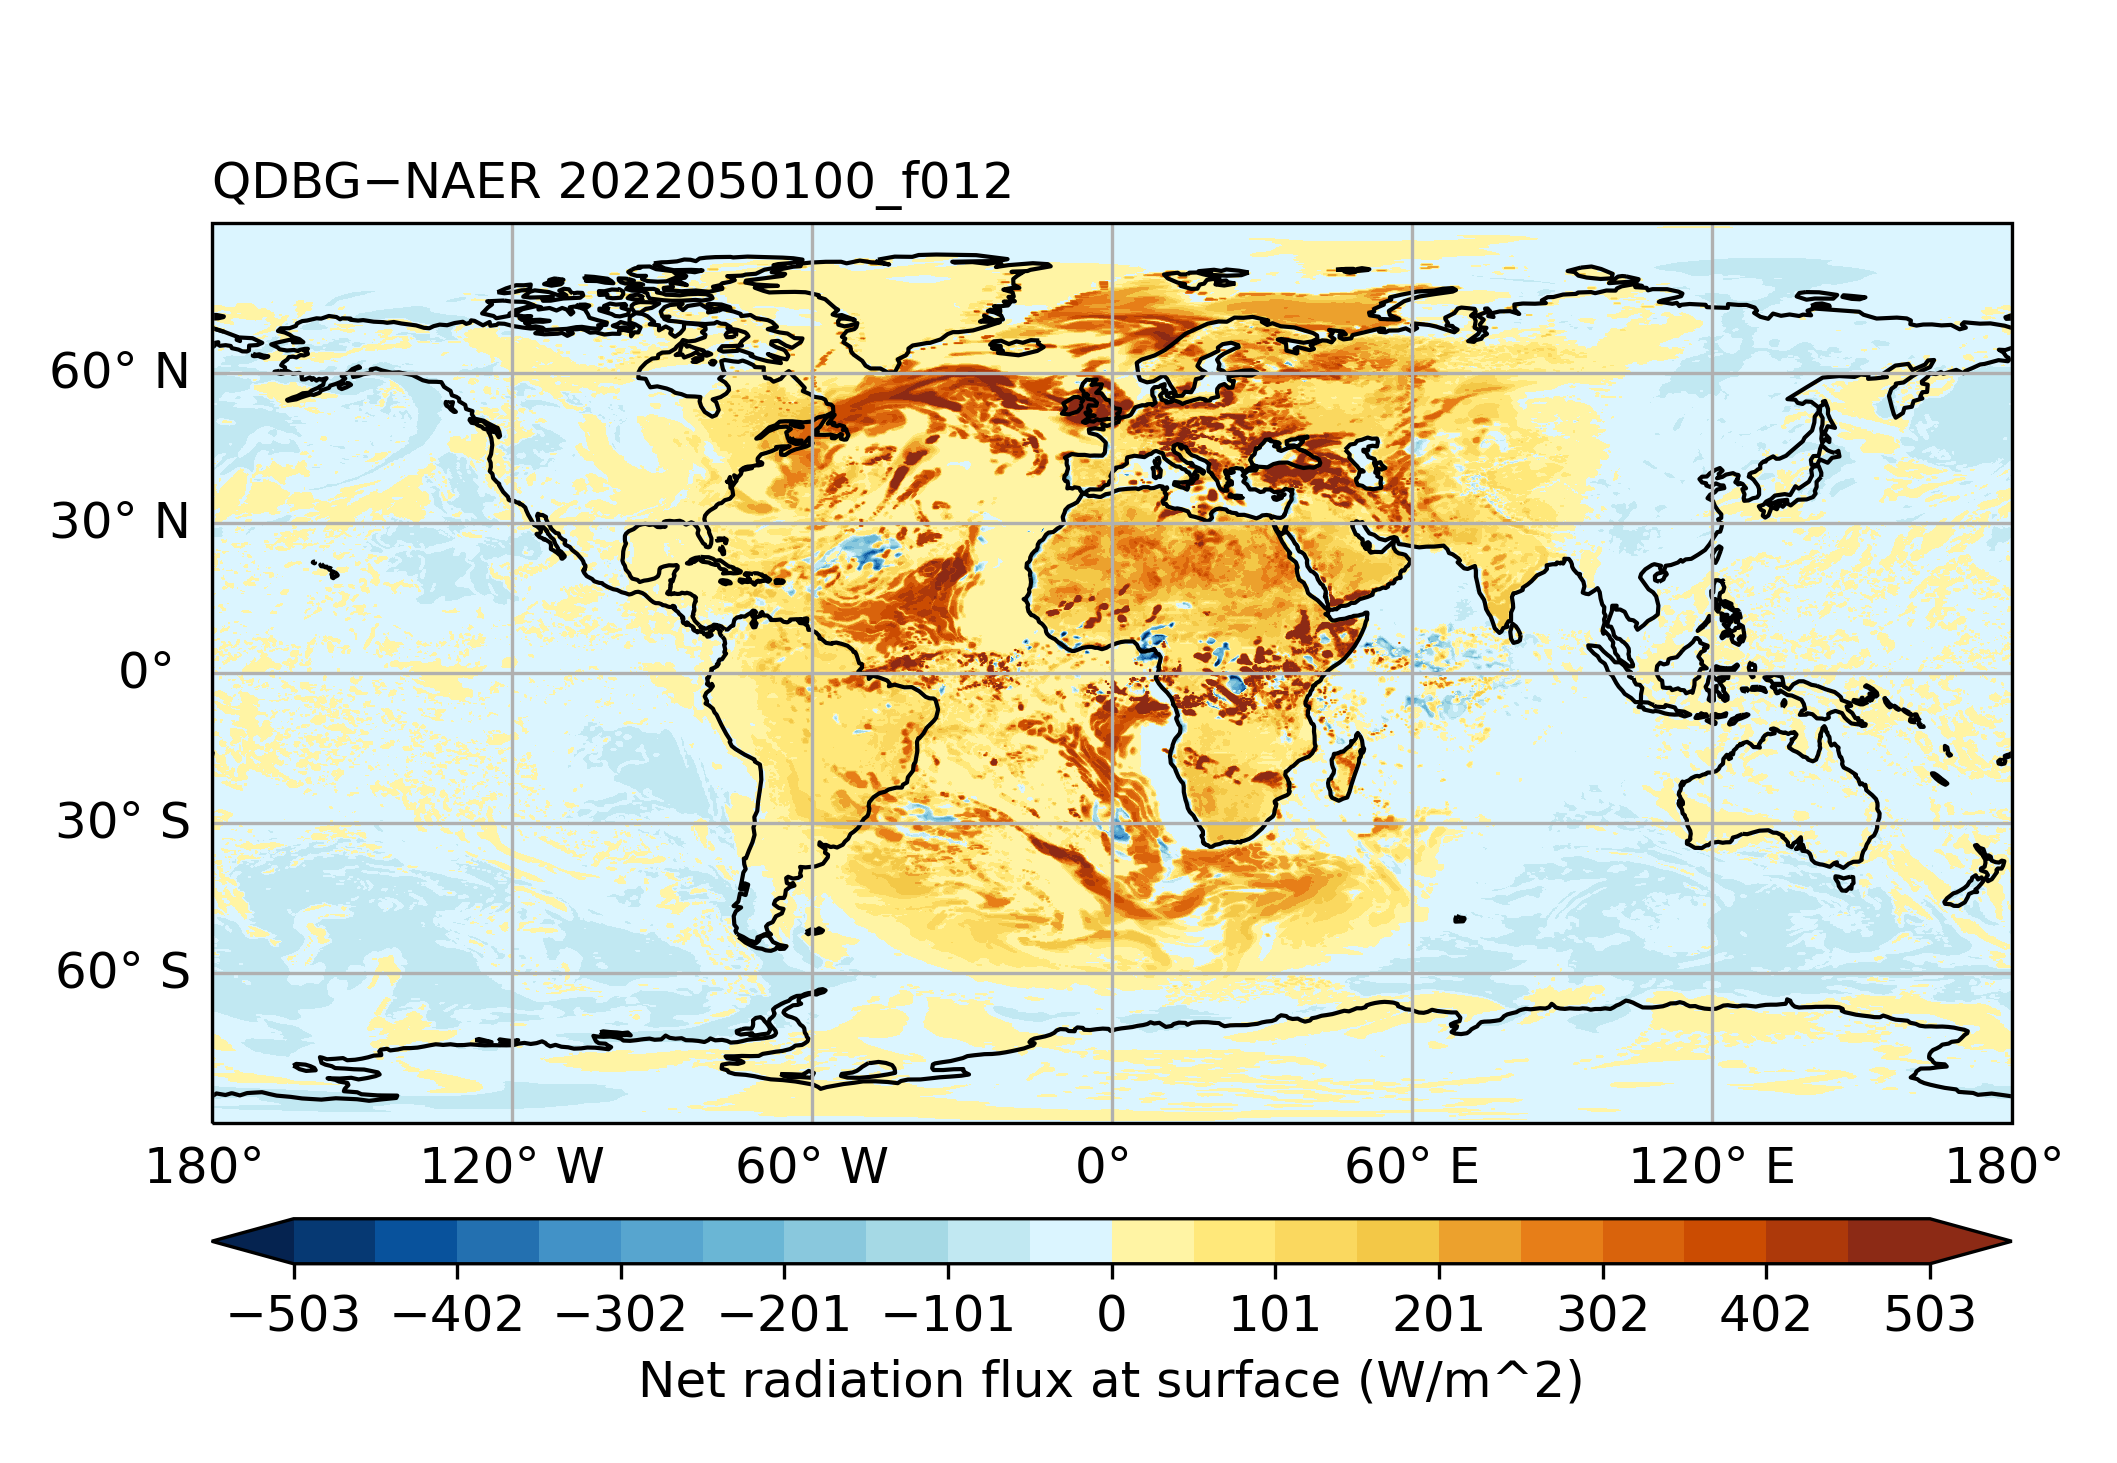 QDBG−NAER 2022050100_f012
60° N
30° N
0°
30° S
60° S
180° 120° W 60° W 0° 60° E 120° E 180°
−503 −402 −302 −201 −101 0 101 201 302 402 503
Net radiation flux at surface (W/m^2)